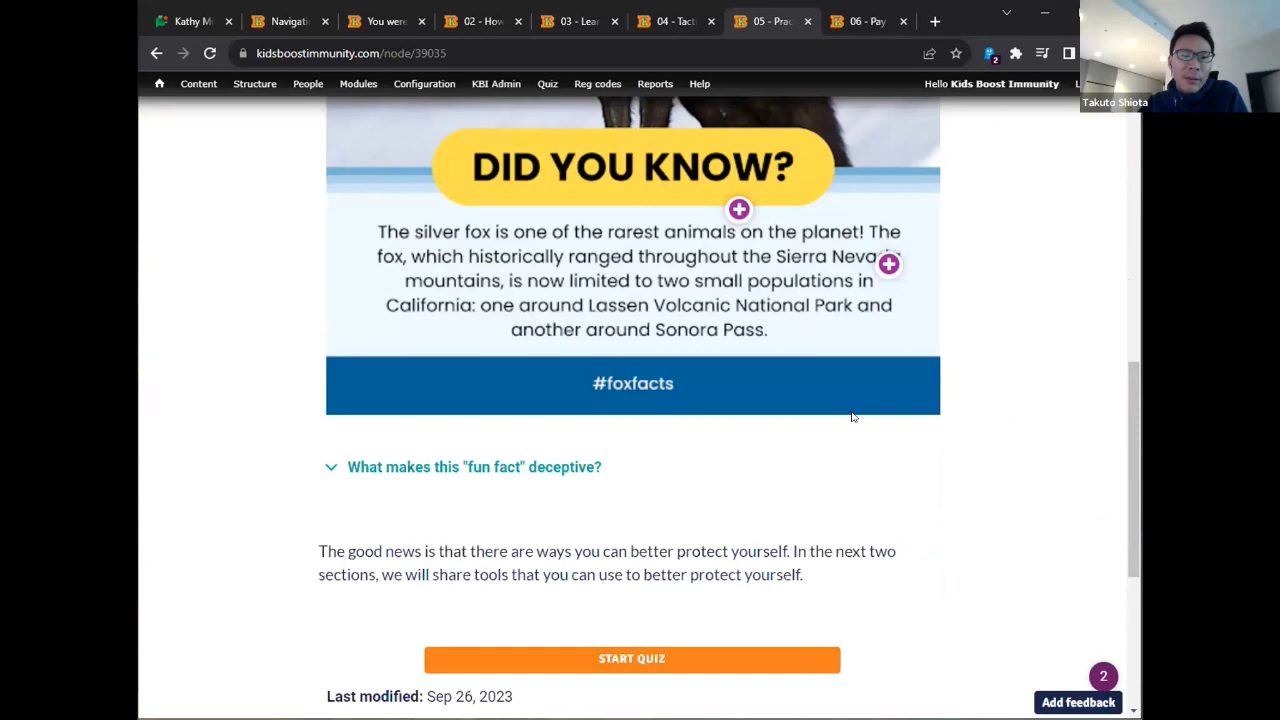 Kathy M
Navigatin
You were
02 - How
03 - Lear
04 - Tacti
05 - Prac
06 - Pay
kidsboostimmunity.com/node/39035
2
Content Structure People Modules Configuration KBI Admin Quiz Reg codes Reports Help Hello Kids Boost Immunity
Takuto Shiota
DID YOU KNOW?
The silver fox is one of the rarest animals on the planet! The
fox, which historically ranged throughout the Sierra Nevada
mountains, is now limited to two small populations in
California: one around Lassen Volcanic National Park and
another around Sonora Pass.
#foxfacts
What makes this "fun fact" deceptive?
The good news is that there are ways you can better protect yourself. In the next two
sections, we will share tools that you can use to better protect yourself.
START QUIZ
Last modified: Sep 26, 2023
2
Add feedback